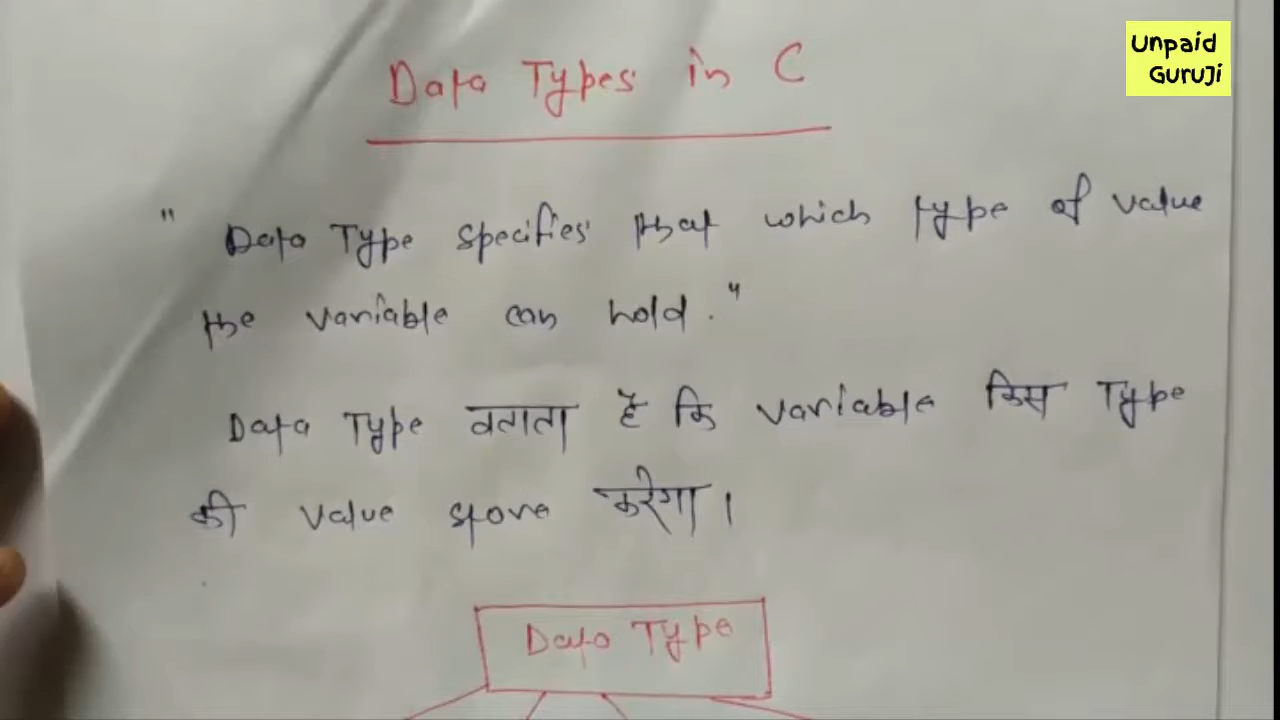 Unpaid
GuruJi
Data Types in C
" Data Type specifies that which type of value
the variable can hold."
Data Type बताता है कि variable किस Type
की value store करेगा।
Data Type